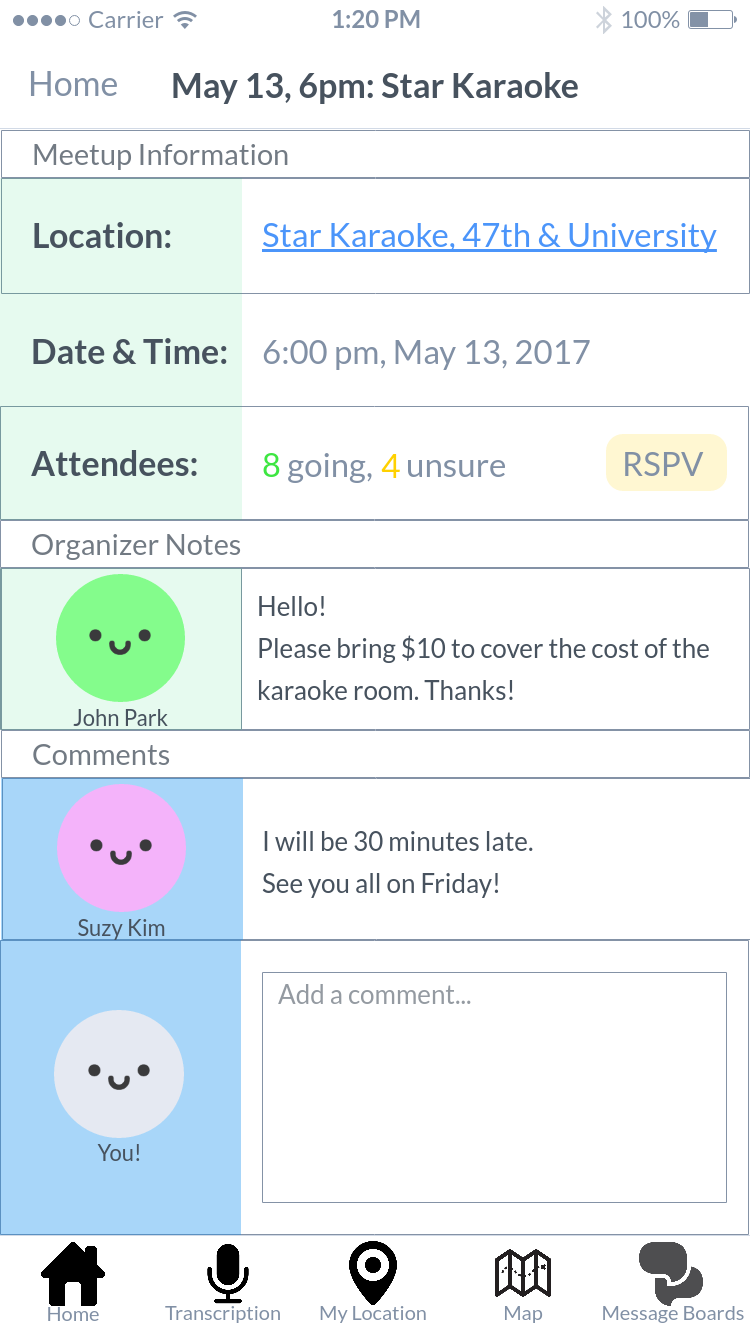 Carrier 1:20 PM 100%
Home May 13, 6pm: Star Karaoke
Meetup Information
Location: Star Karaoke, 47th & University
Date & Time: 6:00 pm, May 13, 2017
Attendees: 8 going, 4 unsure RSPV
Organizer Notes
Hello!
Please bring $10 to cover the cost of the
karaoke room. Thanks!
John Park
Comments
I will be 30 minutes late.
See you all on Friday!
Suzy Kim
Add a comment...
You!
Home Transcription My Location Map Message Boards